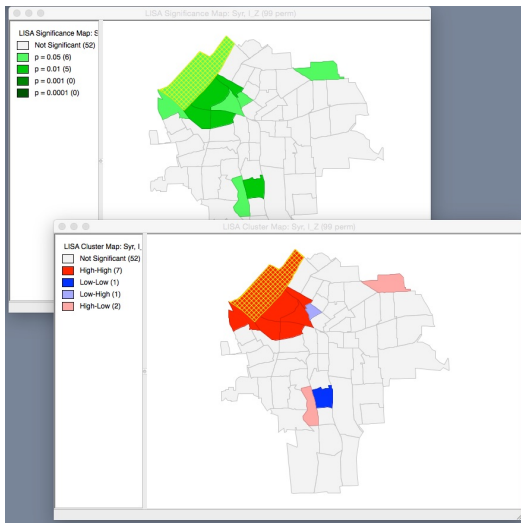 LISA Significance Map: Syr, I_Z (99 perm)
LISA Significance Map: S
Not Significant (52)
p = 0.05 (6)
p = 0.01 (5)
p = 0.001 (0)
p = 0.0001 (0)
LISA Cluster Map: Syr, I_Z (99 perm)
LISA Cluster Map: Syr, I_
Not Significant (52)
High-High (7)
Low-Low (1)
Low-High (1)
High-Low (2)